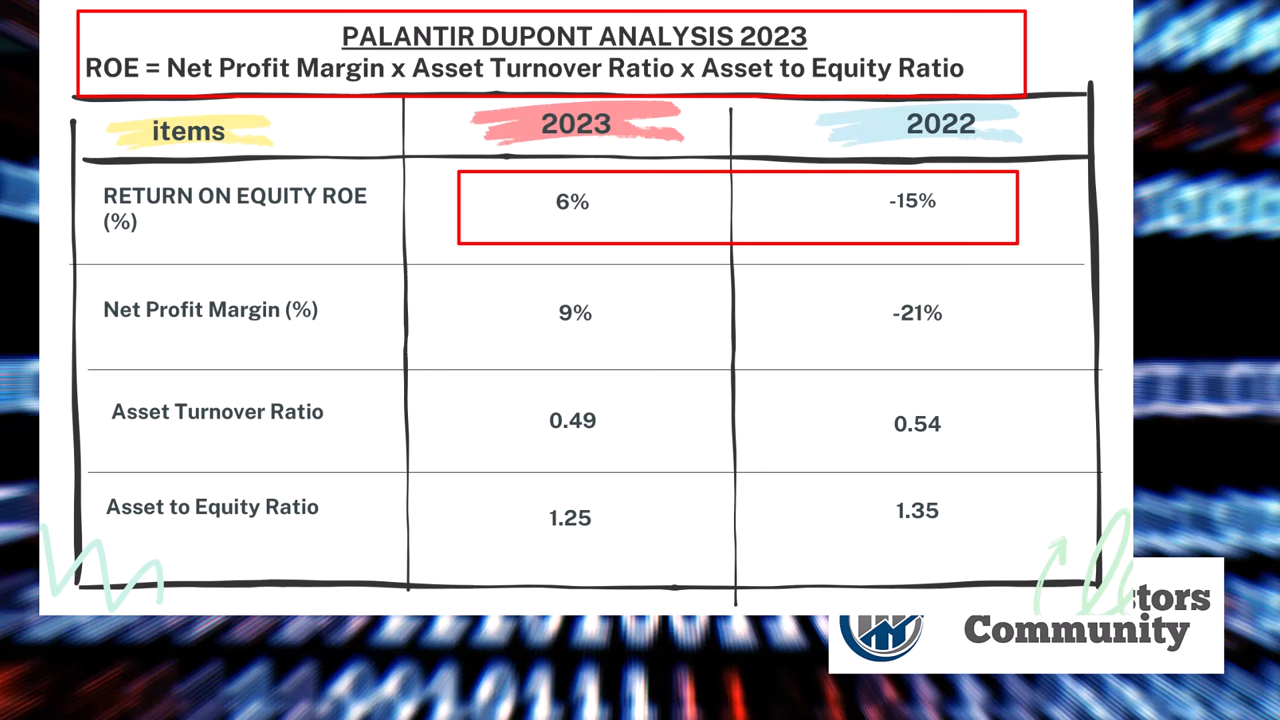 PALANTIR DUPONT ANALYSIS 2023
ROE = Net Profit Margin x Asset Turnover Ratio x Asset to Equity Ratio
items 2023 2022
RETURN ON EQUITY ROE (%) 6% -15%
Net Profit Margin (%) 9% -21%
Asset Turnover Ratio 0.49 0.54
Asset to Equity Ratio 1.25 1.35
Community